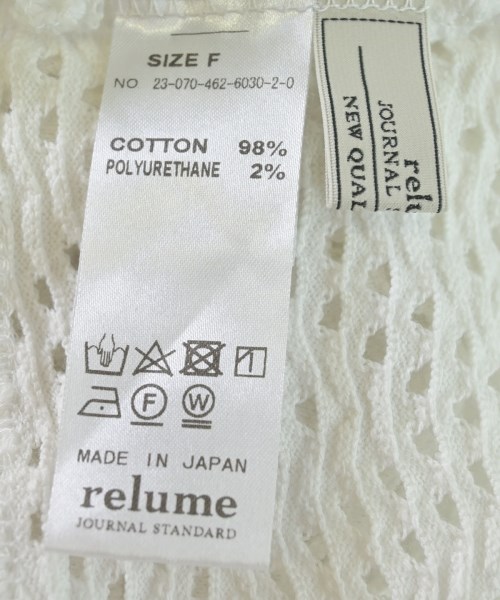 SIZE F
NO 23-070-462-6030-2-0
COTTON 98%
POLYURETHANE 2%
F W
MADE IN JAPAN
relume
JOURNAL STANDARD
relu
JOURNAL
NEW QUAL